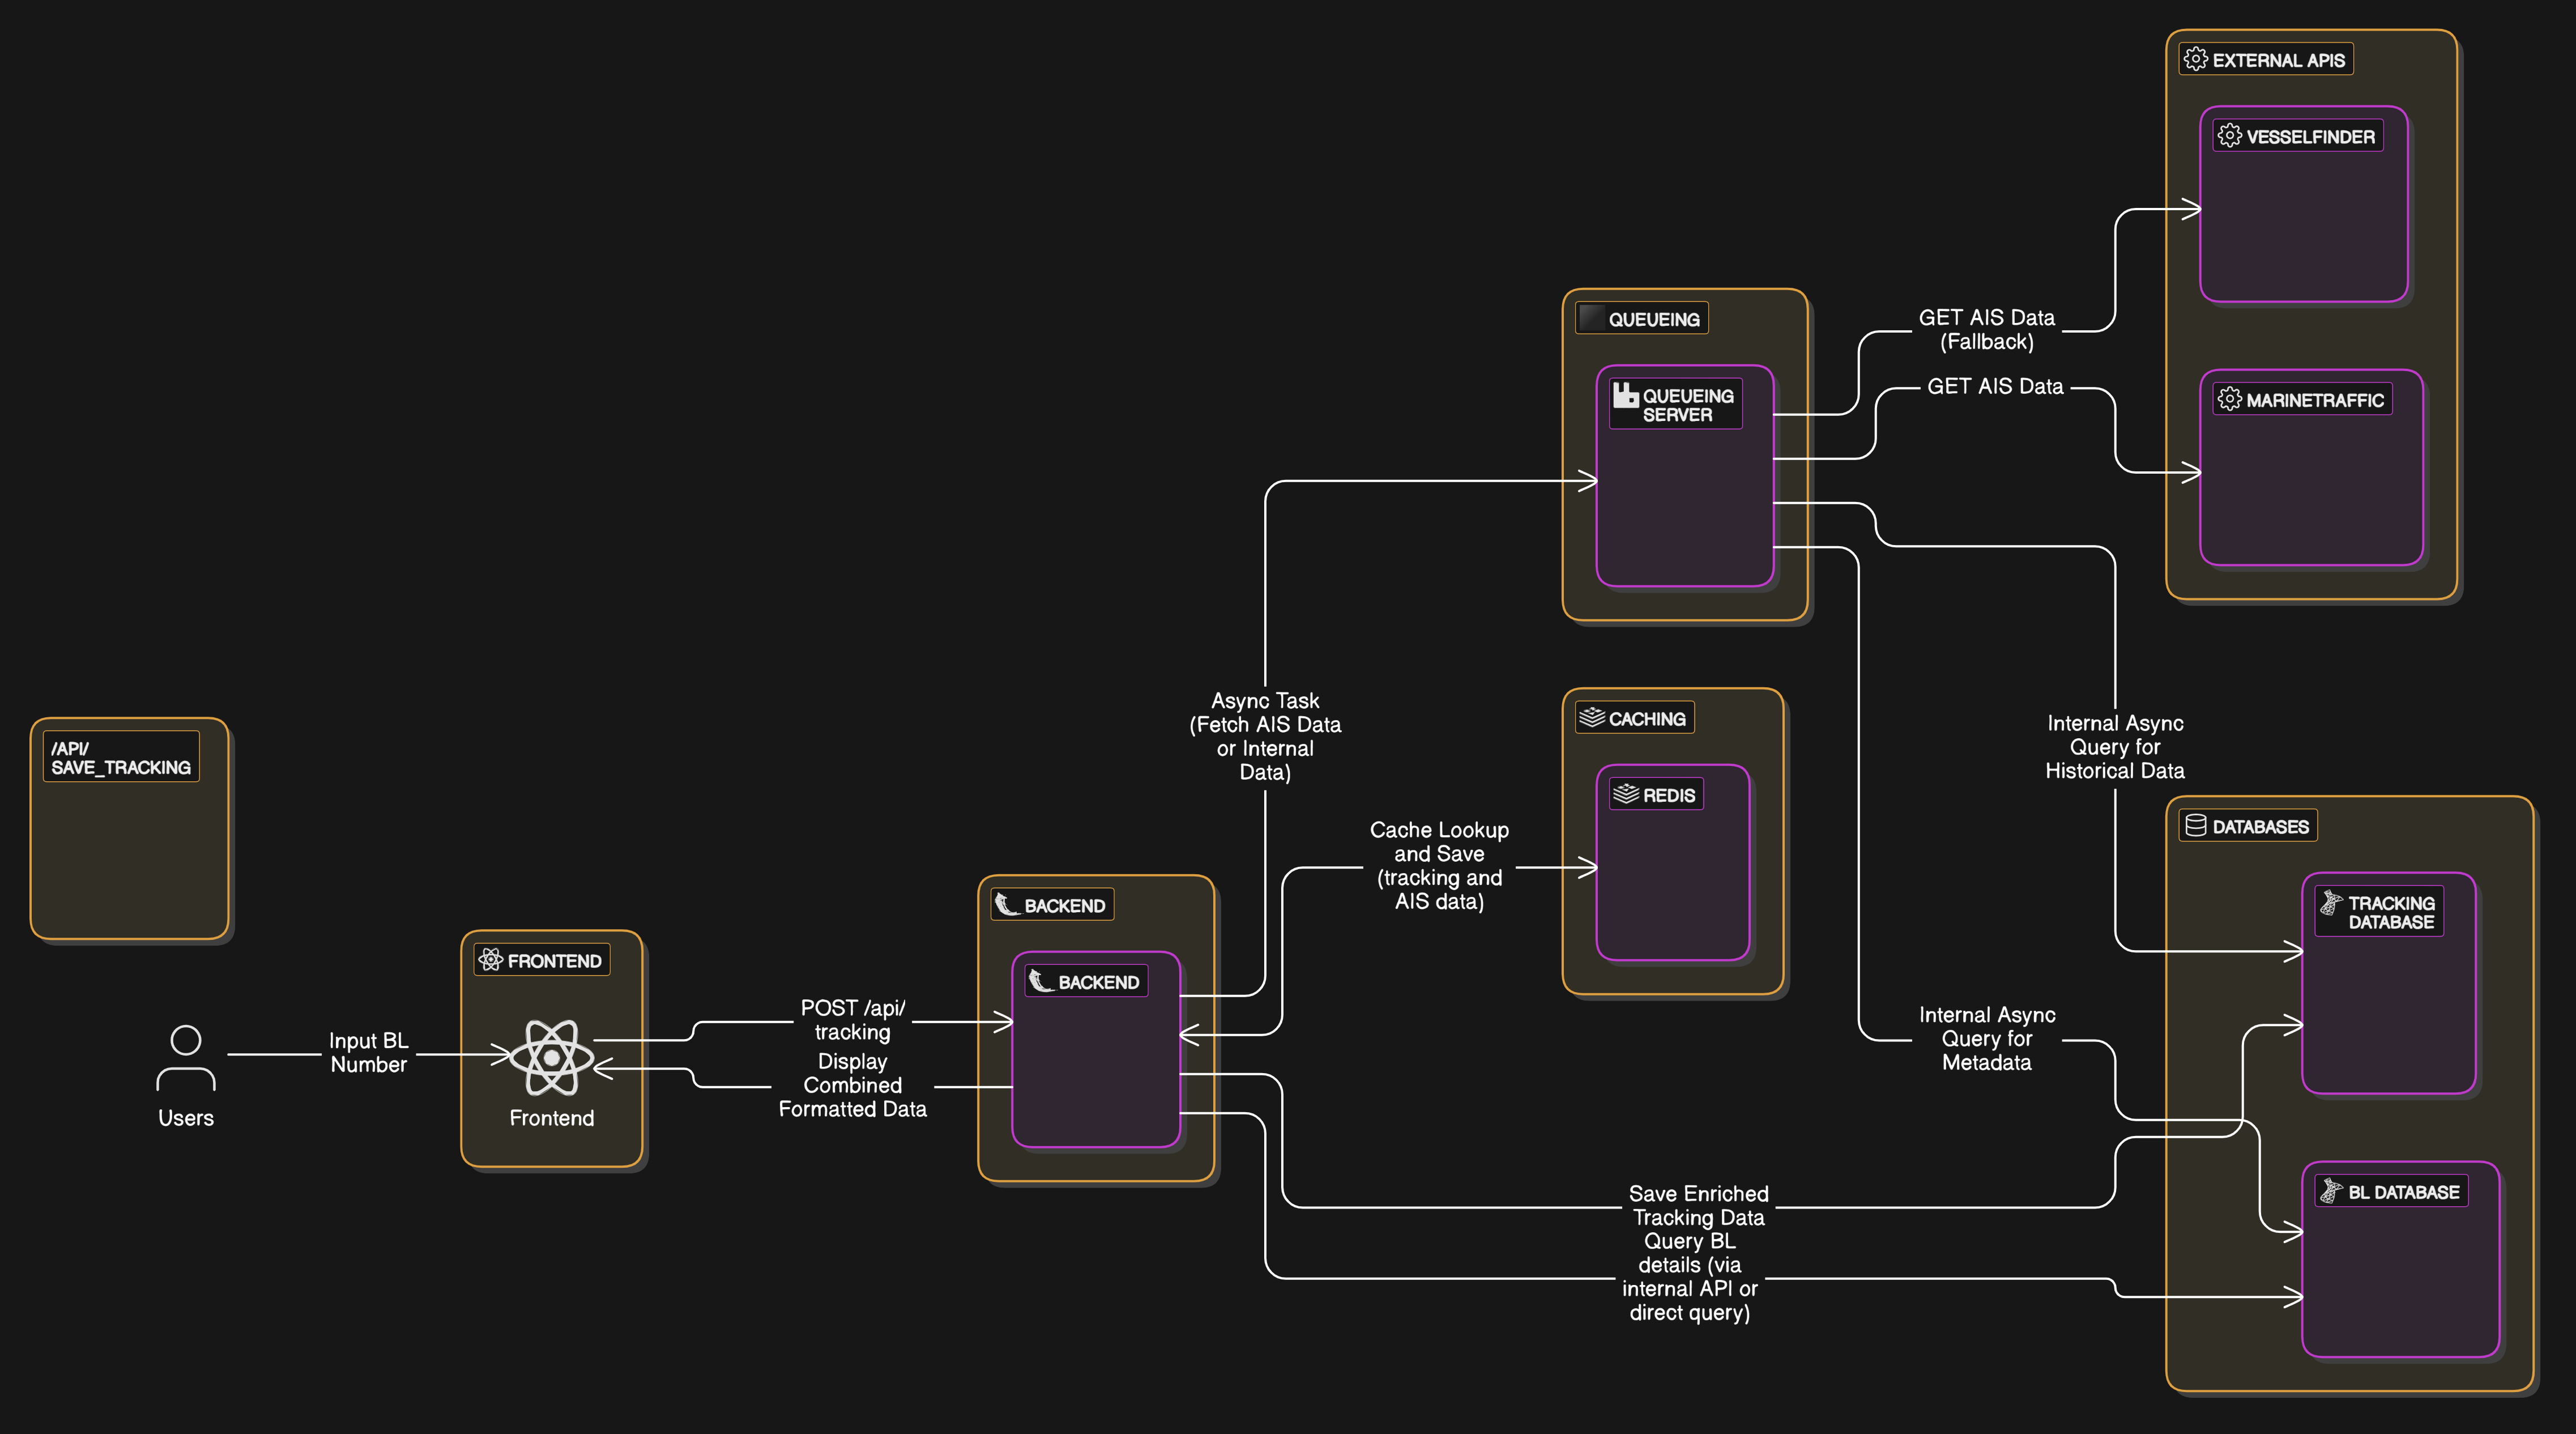 EXTERNAL APIS
VESSELFINDER
MARINETRAFFIC
QUEUEING
QUEUEING
SERVER
GET AIS Data
(Fallback)
GET AIS Data
Async Task
(Fetch AIS Data
or Internal
Data)
CACHING
REDIS
Cache Lookup
and Save
(tracking and
AIS data)
Internal Async
Query for
Historical Data
/API/
SAVE_TRACKING
DATABASES
TRACKING
DATABASE
BL DATABASE
Internal Async
Query for
Metadata
Users
Input BL
Number
FRONTEND
Frontend
POST /api/
tracking
Display
Combined
Formatted Data
BACKEND
BACKEND
Save Enriched
Tracking Data
Query BL
details (via
internal API or
direct query)